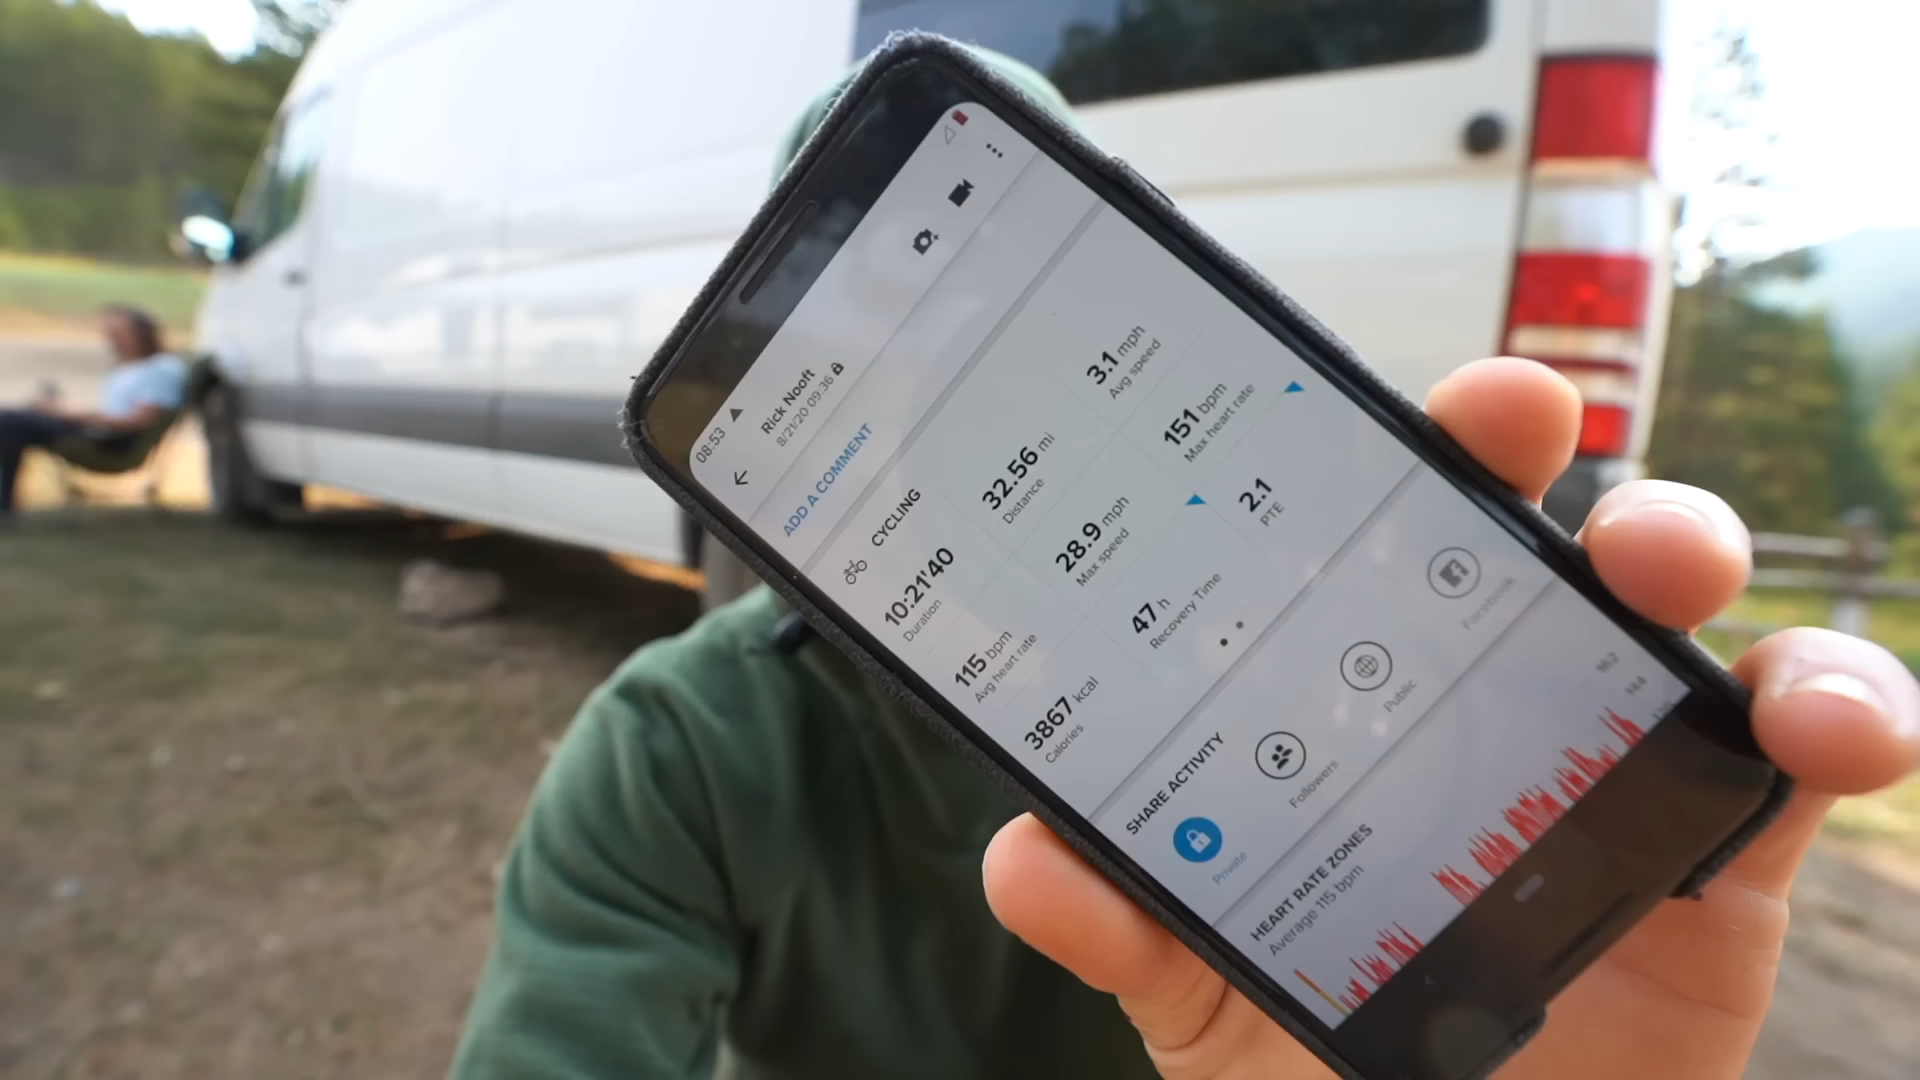 08:53
Rick Nooft
8/21/20 09:36
ADD A COMMENT
CYCLING
10:21'40
Duration
32.56 mi
Distance
3.1 mph
Avg speed
115 bpm
Avg heart rate
28.9 mph
Max speed
151 bpm
Max heart rate
3867 kcal
Calories
47 h
Recovery Time
2.1
PTE
SHARE ACTIVITY
Private
Followers
Public
Facebook
HEART RATE ZONES
Average 115 bpm
162
144